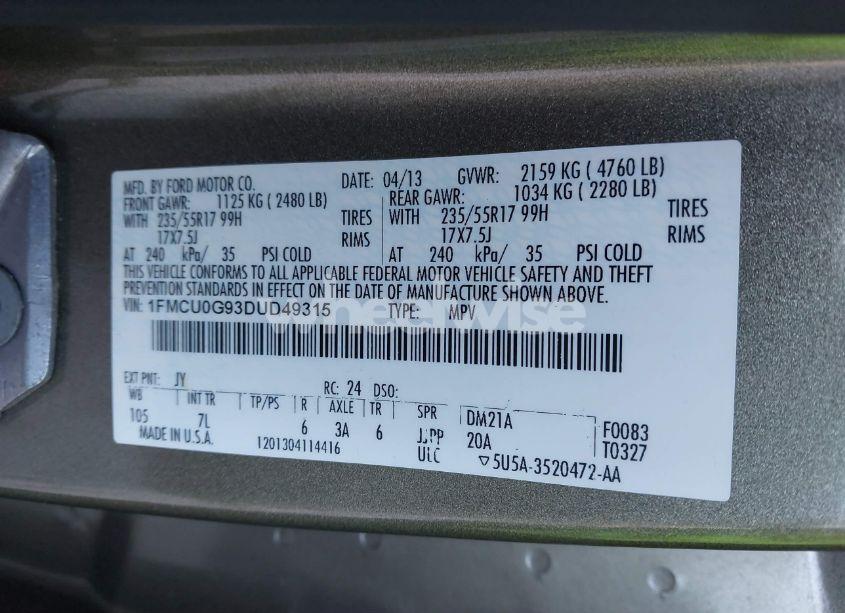 MFD. BY FORD MOTOR CO. DATE: 04/13 GVWR: 2159 KG ( 4760 LB)
FRONT GAWR: 1125 KG ( 2480 LB) REAR GAWR: 1034 KG ( 2280 LB)
WITH 235/55R17 99H TIRES WITH 235/55R17 99H TIRES
17X7.5J RIMS 17X7.5J RIMS
AT 240 kPa/ 35 PSI COLD AT 240 kPa/ 35 PSI COLD
THIS VEHICLE CONFORMS TO ALL APPLICABLE FEDERAL MOTOR VEHICLE SAFETY AND THEFT
PREVENTION STANDARDS IN EFFECT ON THE DATE OF MANUFACTURE SHOWN ABOVE.
VIN: 1FMCU0G93DUD49315 TYPE: MPV
wheelwise
EXT PNT: JY RC: 24 DSO:
WB INT TR TP/PS R AXLE TR SPR DM21A F0083
105 7L 6 3A 6 20A T0327
MADE IN U.S.A. 1201304114416 5U5A-3520472-AA